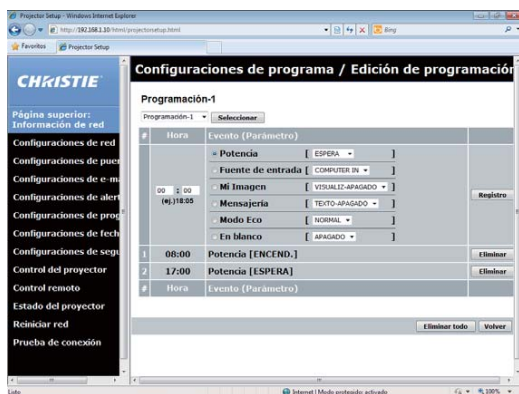 Projector Setup - Windows Internet Explorer
http://192.168.1.10/html/projectorsetup.html
Bing
Favoritos
Projector Setup
CHRISTIE
Configuraciones de programa / Edición de programación
Página superior:
Información de red
Configuraciones de red
Configuraciones de puer
Configuraciones de e-ma
Configuraciones de alert
Configuraciones de prog
Configuraciones de fech
Configuraciones de segu
Control del proyector
Control remoto
Estado del proyector
Reiniciar red
Prueba de conexión
Programación-1
Programación-1 Seleccionar
# Hora Evento (Parámetro)
00 : 00
(ej.)18:05
Potencia [ ESPERA ]
Fuente de entrada [ COMPUTER IN ]
Mi Imagen [ VISUALIZ-APAGADO ]
Mensajería [ TEXTO-APAGADO ]
Modo Eco [ NORMAL ]
En blanco [ APAGADO ]
Registro
1 08:00 Potencia [ENCEND.] Eliminar
2 17:00 Potencia [ESPERA] Eliminar
# Hora Evento (Parámetro)
Eliminar todo Volver
Listo
Internet | Modo protegido: activado
100%